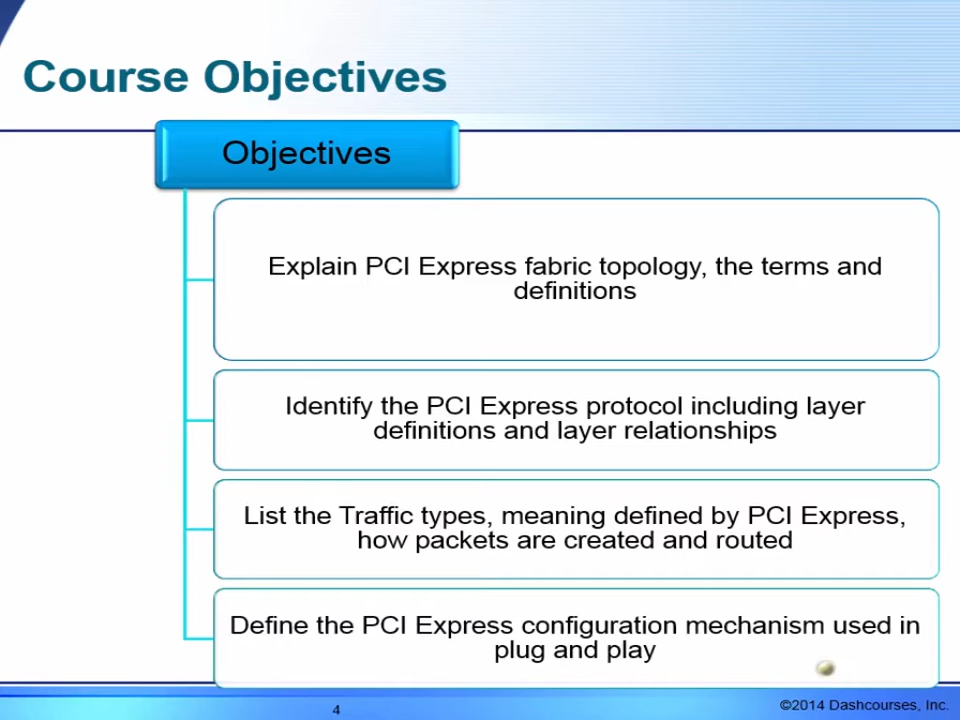 Course Objectives
Objectives
Explain PCI Express fabric topology, the terms and
definitions
Identify the PCI Express protocol including layer
definitions and layer relationships
List the Traffic types, meaning defined by PCI Express,
how packets are created and routed
Define the PCI Express configuration mechanism used in
plug and play
4
©2014 Dashcourses, Inc.